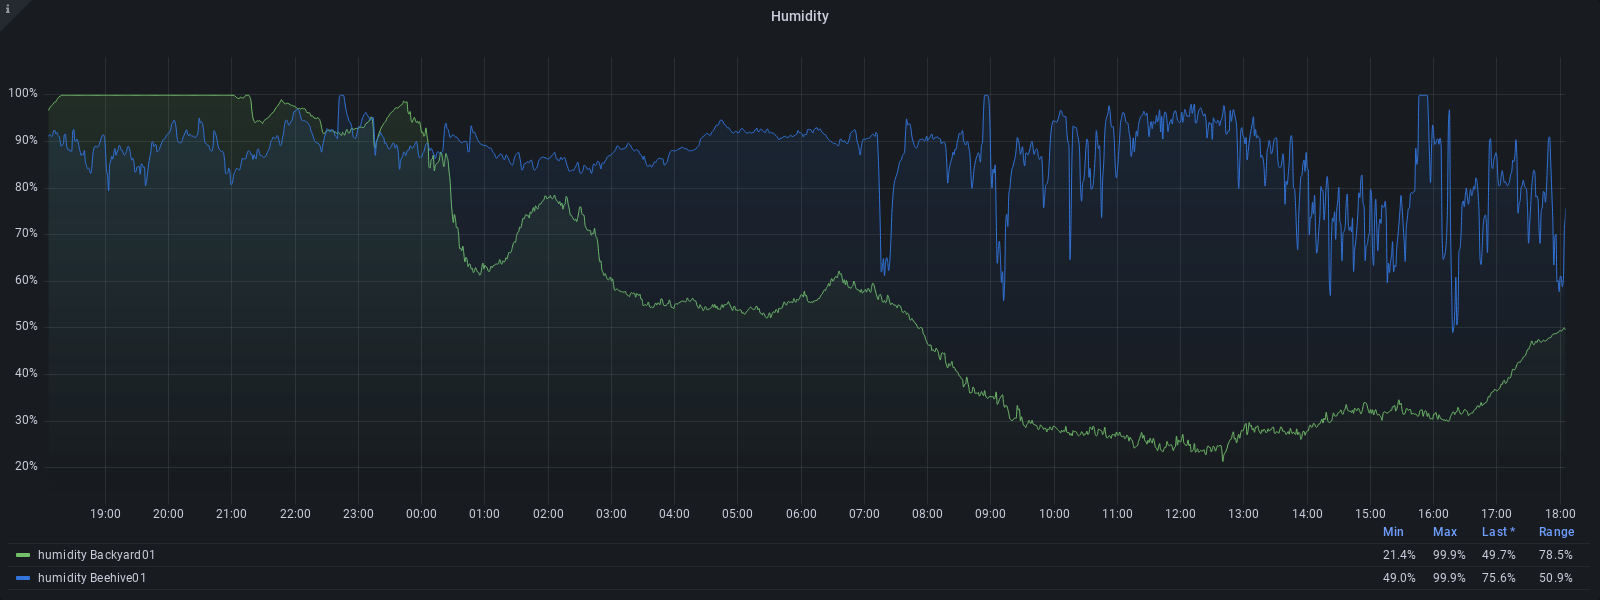 i
Humidity
100%
90%
80%
70%
60%
50%
40%
30%
20%
19:00 20:00 21:00 22:00 23:00 00:00 01:00 02:00 03:00 04:00 05:00 06:00 07:00 08:00 09:00 10:00 11:00 12:00 13:00 14:00 15:00 16:00 17:00 18:00
Min Max Last * Range
humidity Backyard01 21.4% 99.9% 49.7% 78.5%
humidity Beehive01 49.0% 99.9% 75.6% 50.9%